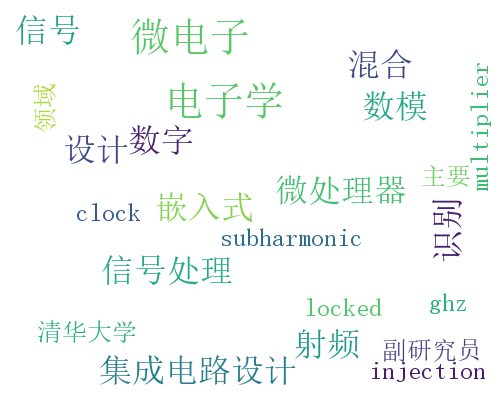 信号
微电子
混合
领域
电子学
数模
multiplier
设计
数字
主要
微处理器
嵌入式
clock
识别
subharmonic
信号处理
locked
ghz
清华大学
射频
副研究员
集成电路设计
injection